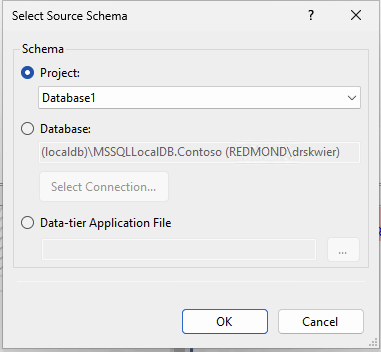 Select Source Schema
?
Schema
Project:
Database1
Database:
(localdb)\MSSQLLocalDB.Contoso (REDMOND\drskwier)
Select Connection...
Data-tier Application File
...
OK
Cancel